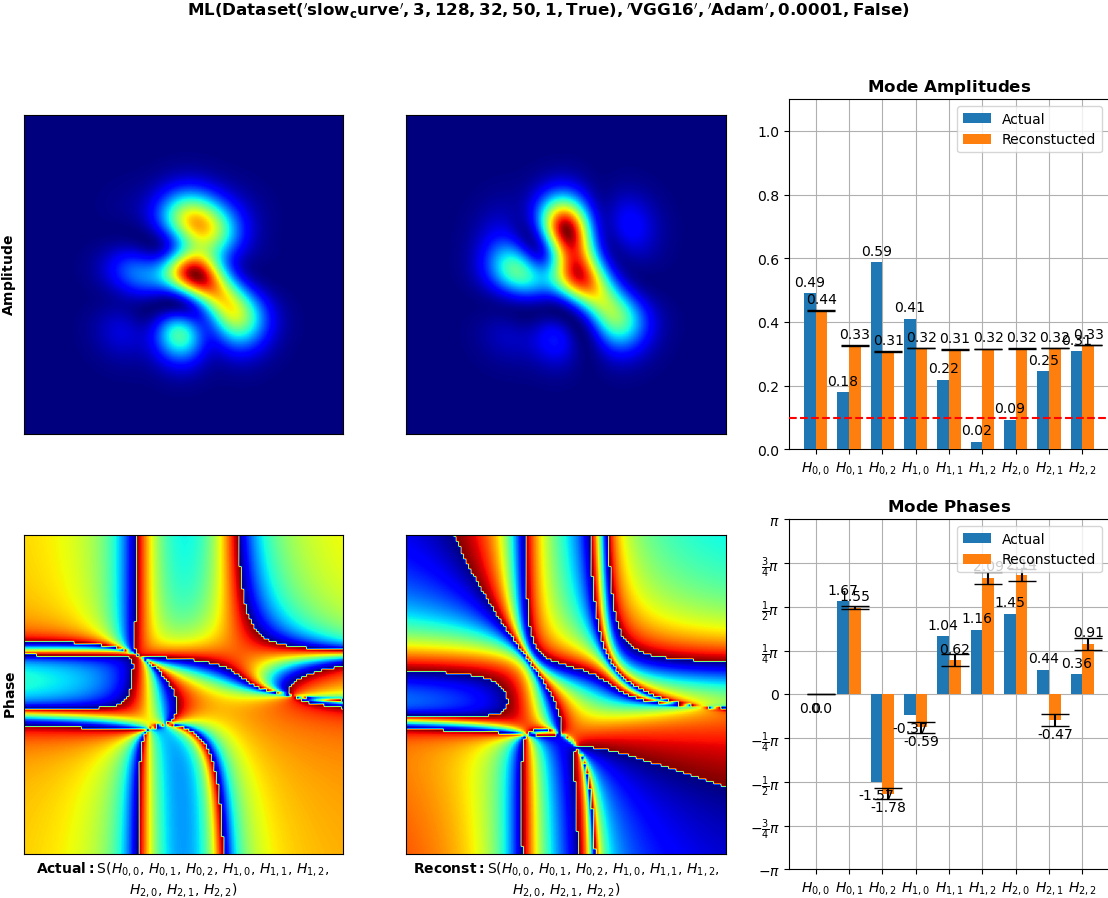 ML(Dataset('slow_curve', 3, 128, 32, 50, 1, True), 'VGG16', 'Adam', 0.0001, False)
Amplitude
Mode Amplitudes
Actual
Reconstucted
1.0
0.8
0.6
0.4
0.2
0.0
0.49
0.44
0.18
0.33
0.59
0.31
0.41
0.32
0.22
0.31
0.02
0.32
0.09
0.32
0.25
0.32
0.31
0.33
H0,0 H0,1 H0,2 H1,0 H1,1 H1,2 H2,0 H2,1 H2,2
Phase
Mode Phases
Actual
Reconstucted
π
3/4π
1/2π
1/4π
0
−1/4π
−1/2π
−3/4π
−π
0.0
0.0
1.67
1.55
-1.57
-1.78
-0.37
-0.59
1.04
0.62
1.16
2.09
1.45
0.44
-0.47
0.36
0.91
H0,0 H0,1 H0,2 H1,0 H1,1 H1,2 H2,0 H2,1 H2,2
Actual: S(H0,0, H0,1, H0,2, H1,0, H1,1, H1,2,
H2,0, H2,1, H2,2)
Reconst: S(H0,0, H0,1, H0,2, H1,0, H1,1, H1,2,
H2,0, H2,1, H2,2)